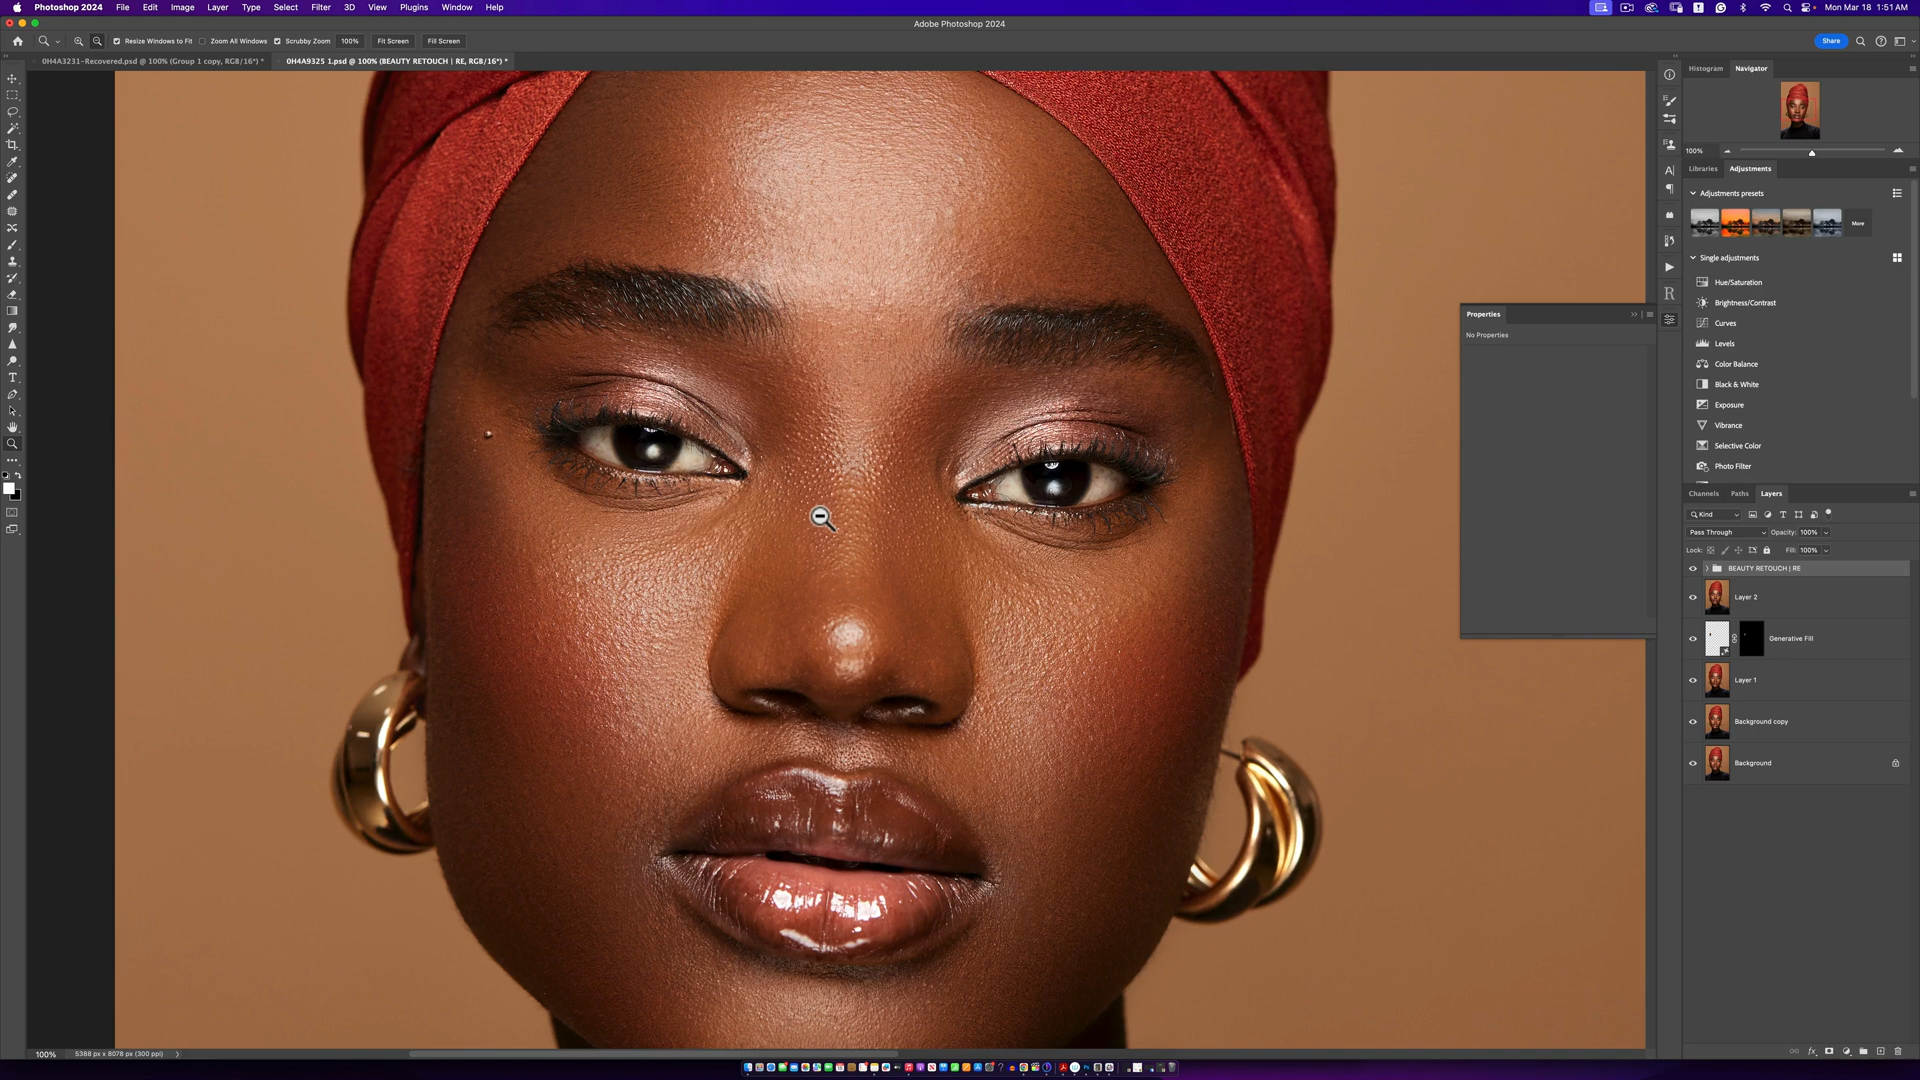 Photoshop 2024 File Edit Image Layer Type Select Filter 3D View Plugins Window Help Mon Mar 18 1:51 AM
Adobe Photoshop 2024
Resize Windows to Fit Zoom All Windows Scrubby Zoom 100% Fit Screen Fill Screen Share
0H4A3231-Recovered.psd @ 100% (Group 1 copy, RGB/16*) * 0H4A9325 1.psd @ 100% (BEAUTY RETOUCH | RE, RGB/16*) *
Histogram Navigator
100%
Libraries Adjustments
Adjustments presets
More
Single adjustments
Hue/Saturation
Brightness/Contrast
Properties
Curves
No Properties
Levels
Color Balance
Black & White
Exposure
Vibrance
Selective Color
Photo Filter
Channels Paths Layers
Kind
Pass Through Opacity: 100%
Lock: Fill: 100%
BEAUTY RETOUCH | RE
Layer 2
Generative Fill
Layer 1
Background copy
Background
100% 5388 px x 8078 px (300 ppi)